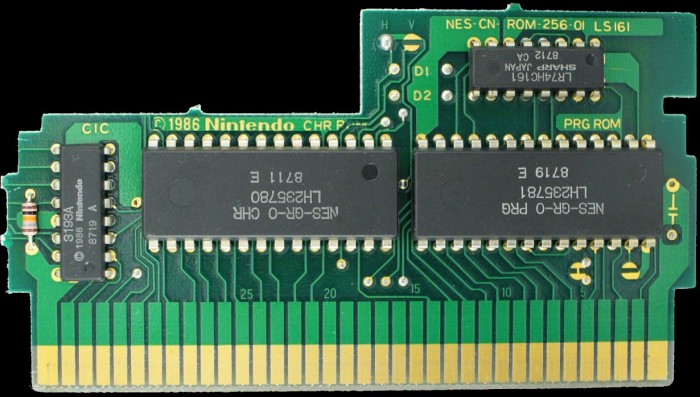 NES-CN-ROM-256-01 LS161
H V
LR74HC161
SHARP JAPAN
8712 CA
D1
D2
CIC
© 1986 Nintendo CHR
PRG ROM
3193A
© 1986 Nintendo
8719 A
NES-GR-0 CHR
LH235780
8711 E
NES-GR-0 PRG
LH235781
8719 E
25 20 15 10 5